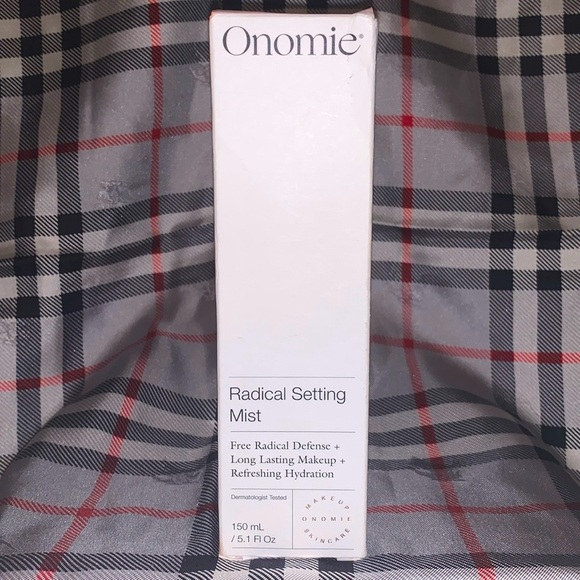 Onomie®
Radical Setting
Mist
Free Radical Defense +
Long Lasting Makeup +
Refreshing Hydration
Dermatologist Tested
150 mL
/ 5.1 Fl Oz
MAKEUP
ONOMIE
SKINCARE